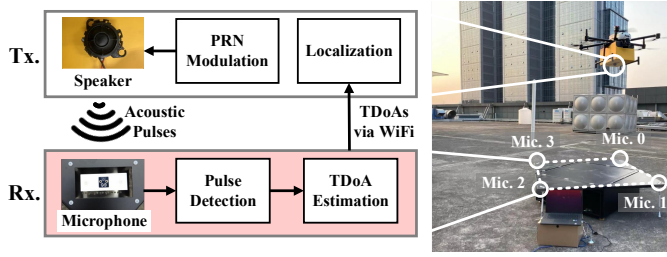 Tx.
Speaker
PRN
Modulation
Localization
Acoustic
Pulses
TDoAs
via WiFi
Rx.
Microphone
Pulse
Detection
TDoA
Estimation
Mic. 3
Mic. 0
Mic. 2
Mic. 1